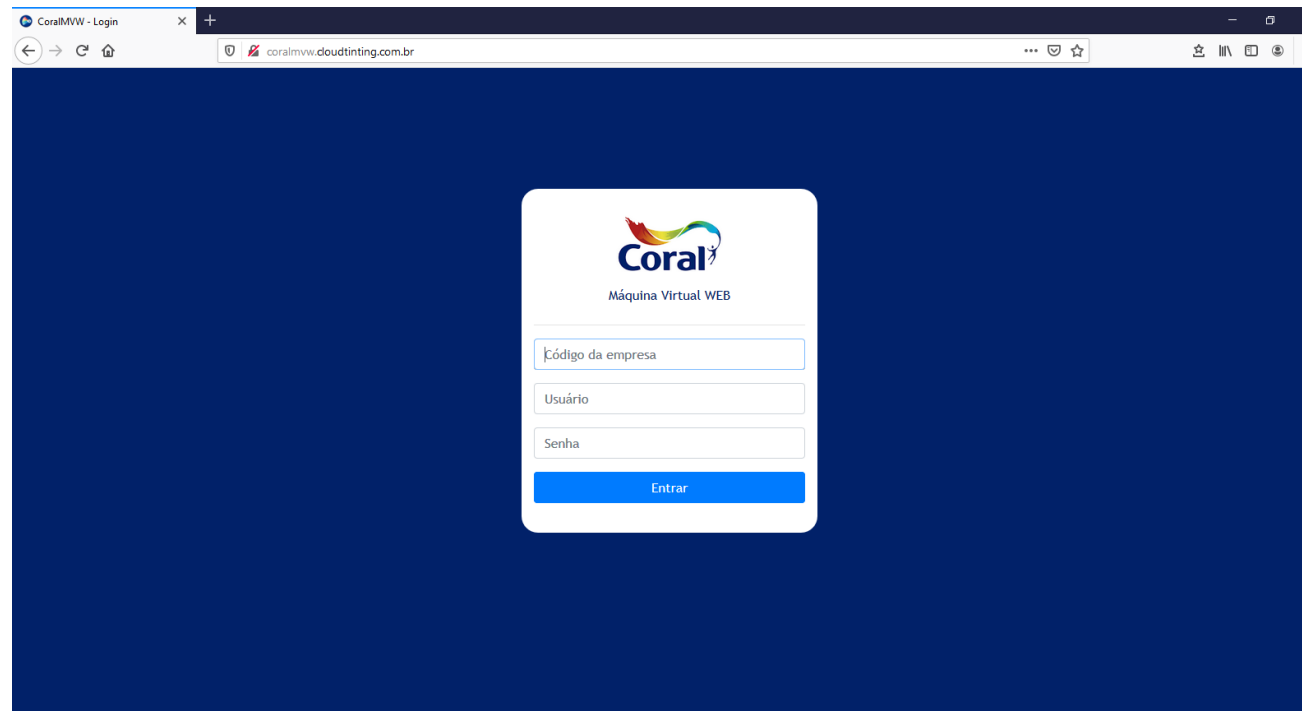 CoralMVW - Login
coralmvw.cloudtinting.com.br
Coral
Máquina Virtual WEB
Código da empresa
Usuário
Senha
Entrar